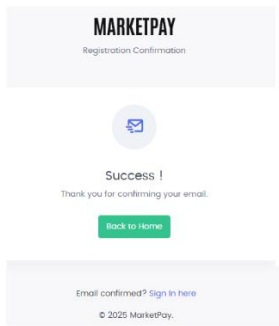 MARKETPAY
Registration Confirmation
Success !
Thank you for confirming your email.
Back to Home
Email confirmed? Sign In here
© 2025 MarketPay.